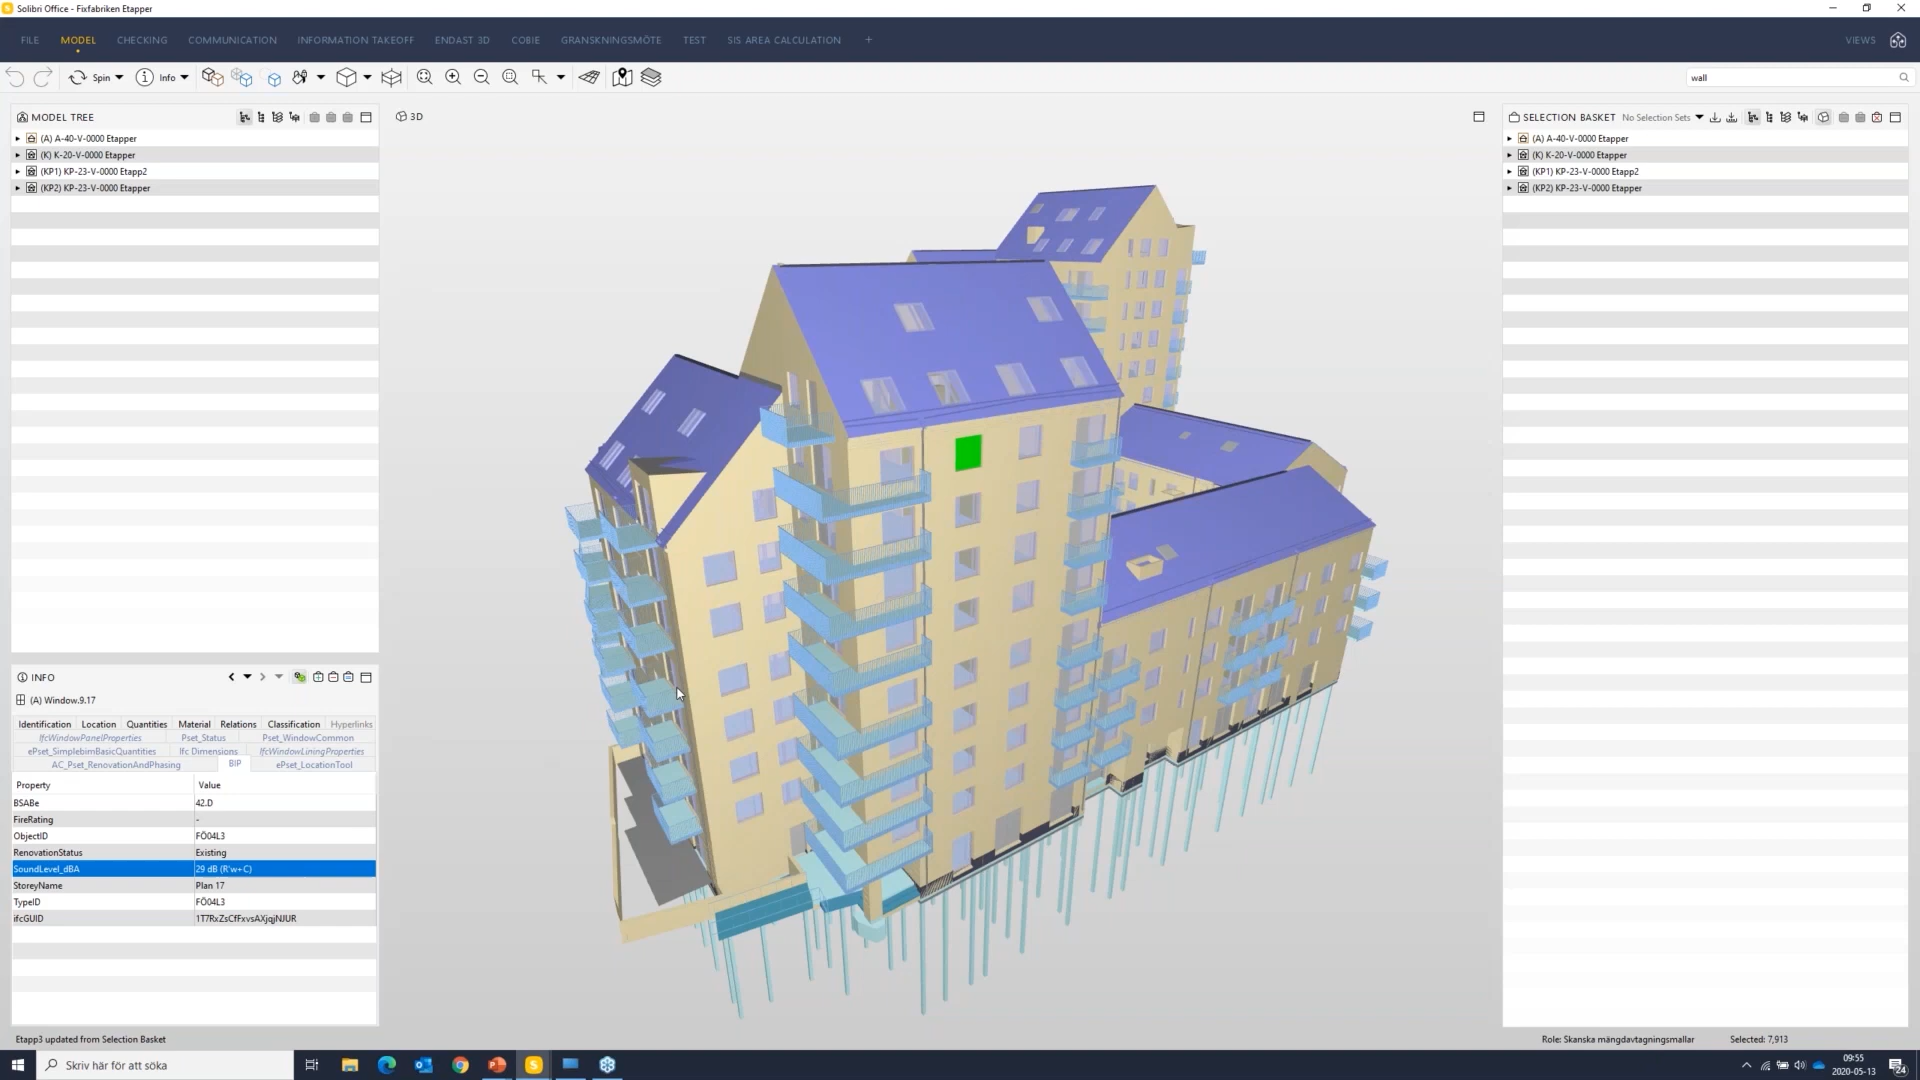 Solibri Office - Fixfabriken Etapper
FILE MODEL CHECKING COMMUNICATION INFORMATION TAKEOFF ENDAST 3D COBIE GRANSKNINGSMÖTE TEST SIS AREA CALCULATION + VIEWS
Spin Info wall
MODEL TREE
(A) A-40-V-0000 Etapper
(K) K-20-V-0000 Etapper
(KP1) KP-23-V-0000 Etapp2
(KP2) KP-23-V-0000 Etapper
3D
SELECTION BASKET No Selection Sets
(A) A-40-V-0000 Etapper
(K) K-20-V-0000 Etapper
(KP1) KP-23-V-0000 Etapp2
(KP2) KP-23-V-0000 Etapper
INFO
(A) Window.9.17
Identification Location Quantities Material Relations Classification Hyperlinks
IfcWindowPanelProperties Pset_Status Pset_WindowCommon
ePset_SimplebimBasicQuantities Ifc Dimensions IfcWindowLiningProperties
AC_Pset_RenovationAndPhasing BIP ePset_LocationTool
Property Value
BSABe 42.D
FireRating -
ObjectID FÖ04L3
RenovationStatus Existing
SoundLevel_dBA 29 dB (R'w+C)
StoreyName Plan 17
TypeID FÖ04L3
ifcGUID 1T7RxZsCfFxvsAXjqjNJUR
Etapp3 updated from Selection Basket
Role: Skanska mängdavtagningsmallar Selected: 7,913
Skriv här för att söka
09:55
2020-05-13
24